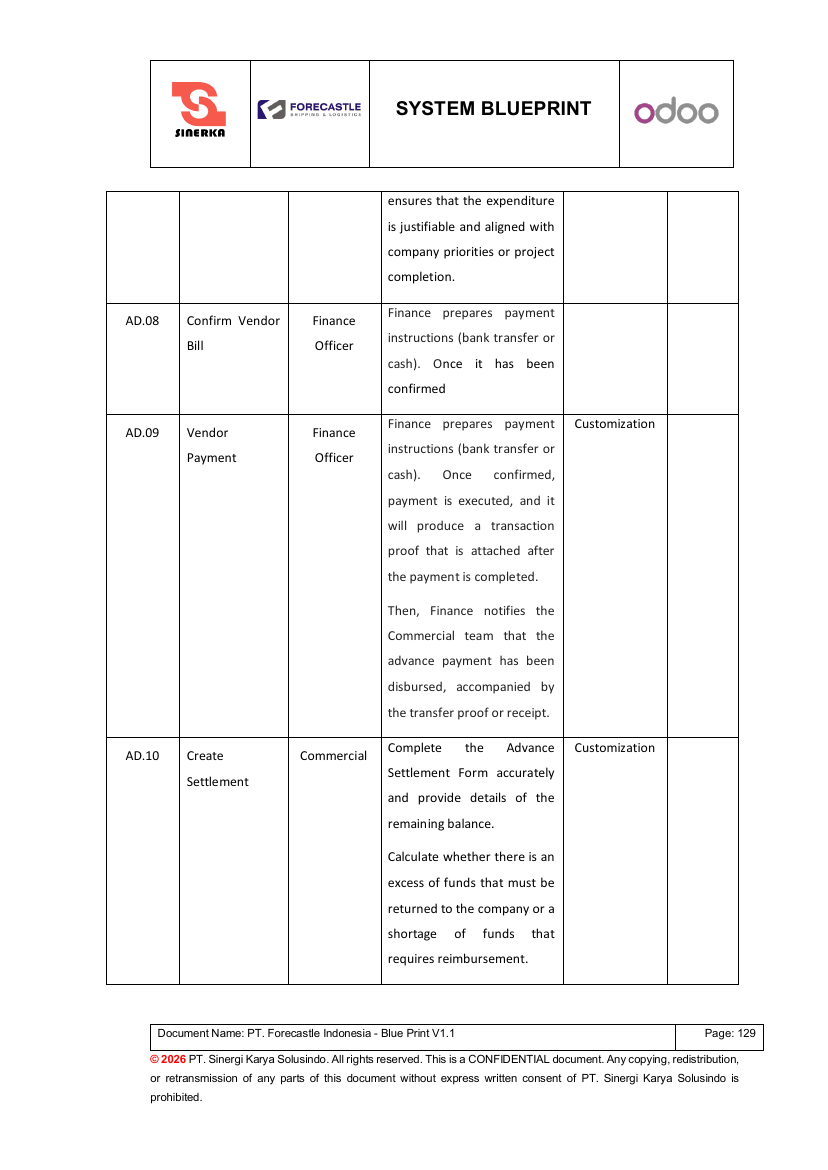 SINERKA
FORECASTLE
SHIPPING & LOGISTICS
SYSTEM BLUEPRINT
odoo
ensures that the expenditure
is justifiable and aligned with
company priorities or project
completion.
AD.08
Confirm Vendor
Bill
Finance
Officer
Finance prepares payment
instructions (bank transfer or
cash). Once it has been
confirmed
AD.09
Vendor
Payment
Finance
Officer
Finance prepares payment
instructions (bank transfer or
cash). Once confirmed,
payment is executed, and it
will produce a transaction
proof that is attached after
the payment is completed.
Then, Finance notifies the
Commercial team that the
advance payment has been
disbursed, accompanied by
the transfer proof or receipt.
Customization
AD.10
Create
Settlement
Commercial
Complete the Advance
Settlement Form accurately
and provide details of the
remaining balance.
Calculate whether there is an
excess of funds that must be
returned to the company or a
shortage of funds that
requires reimbursement.
Customization
Document Name: PT. Forecastle Indonesia - Blue Print V1.1
Page: 129
© 2026 PT. Sinergi Karya Solusindo. All rights reserved. This is a CONFIDENTIAL document. Any copying, redistribution,
or retransmission of any parts of this document without express written consent of PT. Sinergi Karya Solusindo is
prohibited.